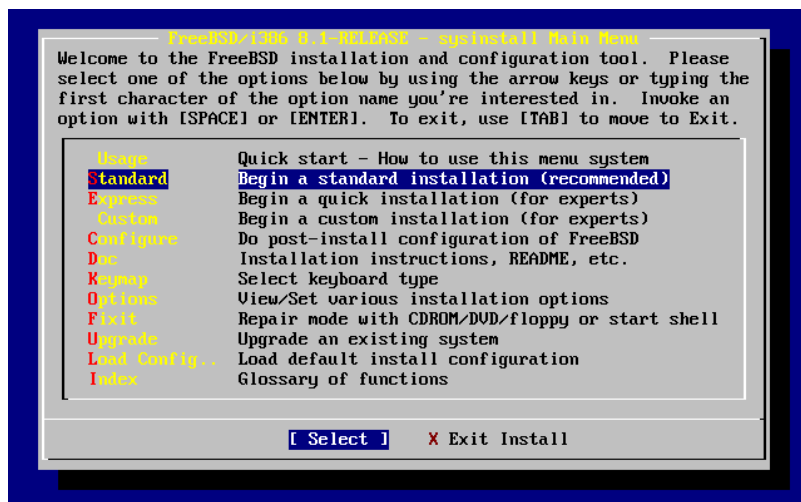 FreeBSD/i386 8.1-RELEASE - sysinstall Main Menu
Welcome to the FreeBSD installation and configuration tool.  Please
select one of the options below by using the arrow keys or typing the
first character of the option name you're interested in.  Invoke an
option with [SPACE] or [ENTER].  To exit, use [TAB] to move to Exit.
Usage Quick start - How to use this menu system
Standard Begin a standard installation (recommended)
Express Begin a quick installation (for experts)
Custom Begin a custom installation (for experts)
Configure Do post-install configuration of FreeBSD
Doc Installation instructions, README, etc.
Keymap Select keyboard type
Options View/Set various installation options
Fixit Repair mode with CDROM/DVD/floppy or start shell
Upgrade Upgrade an existing system
Load Config.. Load default install configuration
Index Glossary of functions
[ Select ] X Exit Install